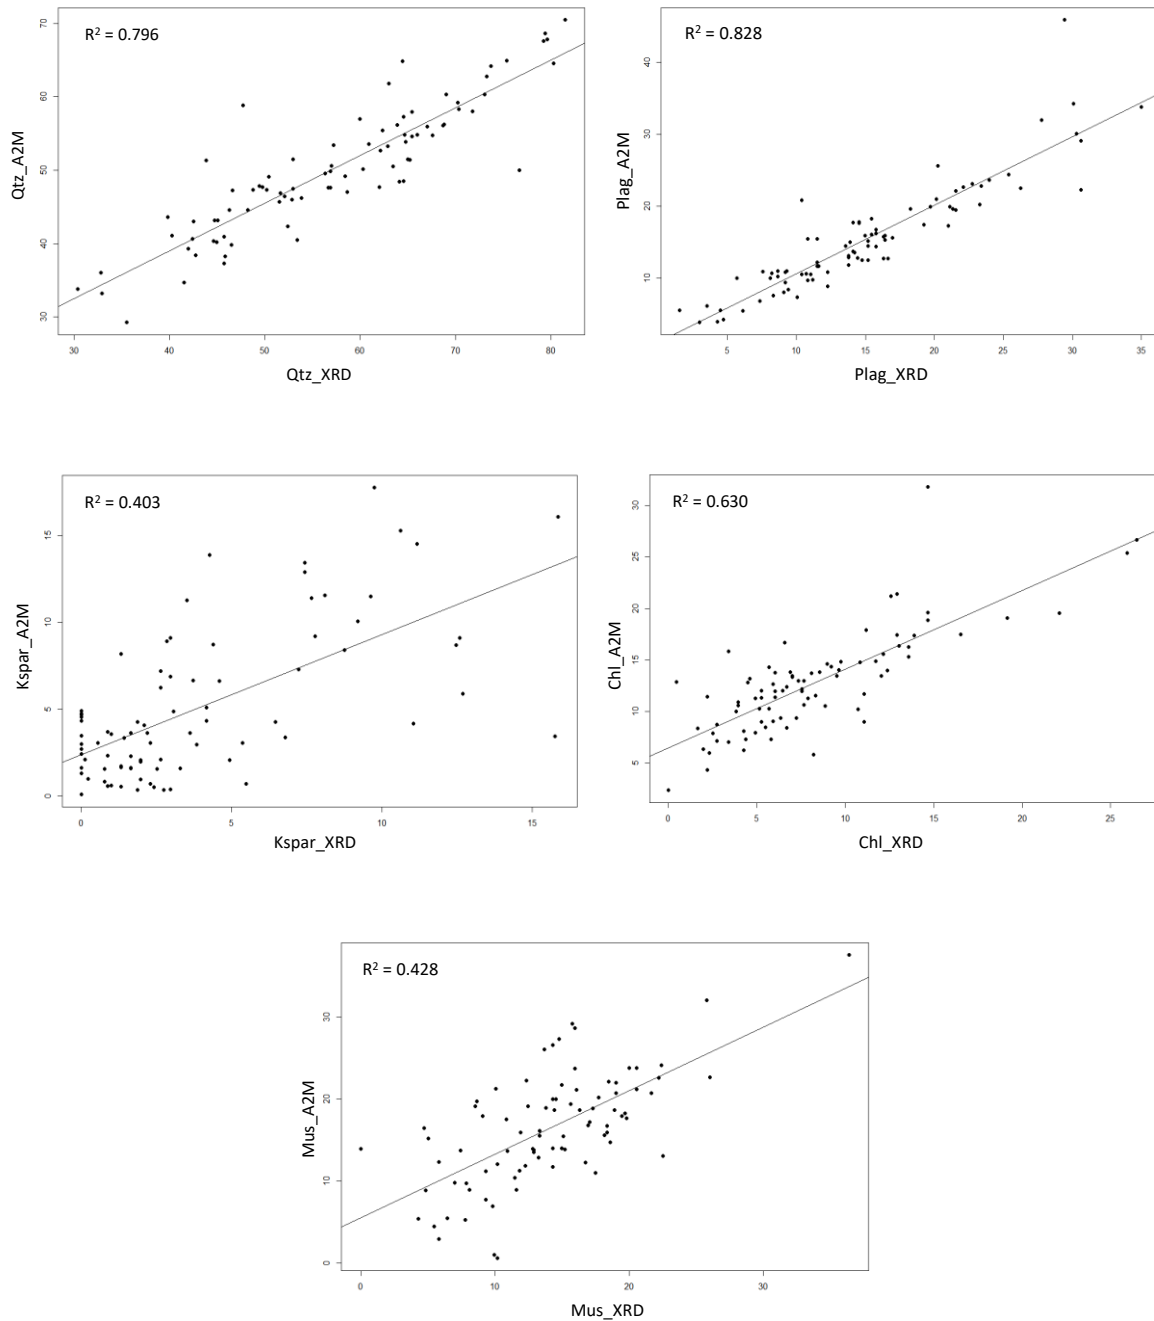 R² = 0.796
Qtz_A2M
70
60
50
40
30
30 40 50 60 70 80
Qtz_XRD
R² = 0.828
Plag_A2M
40
30
20
10
5 10 15 20 25 30 35
Plag_XRD
R² = 0.403
Kspar_A2M
15
10
5
0
0 5 10 15
Kspar_XRD
R² = 0.630
Chl_A2M
30
25
20
15
10
5
0 5 10 15 20 25
Chl_XRD
R² = 0.428
Mus_A2M
30
20
10
0
0 10 20 30
Mus_XRD